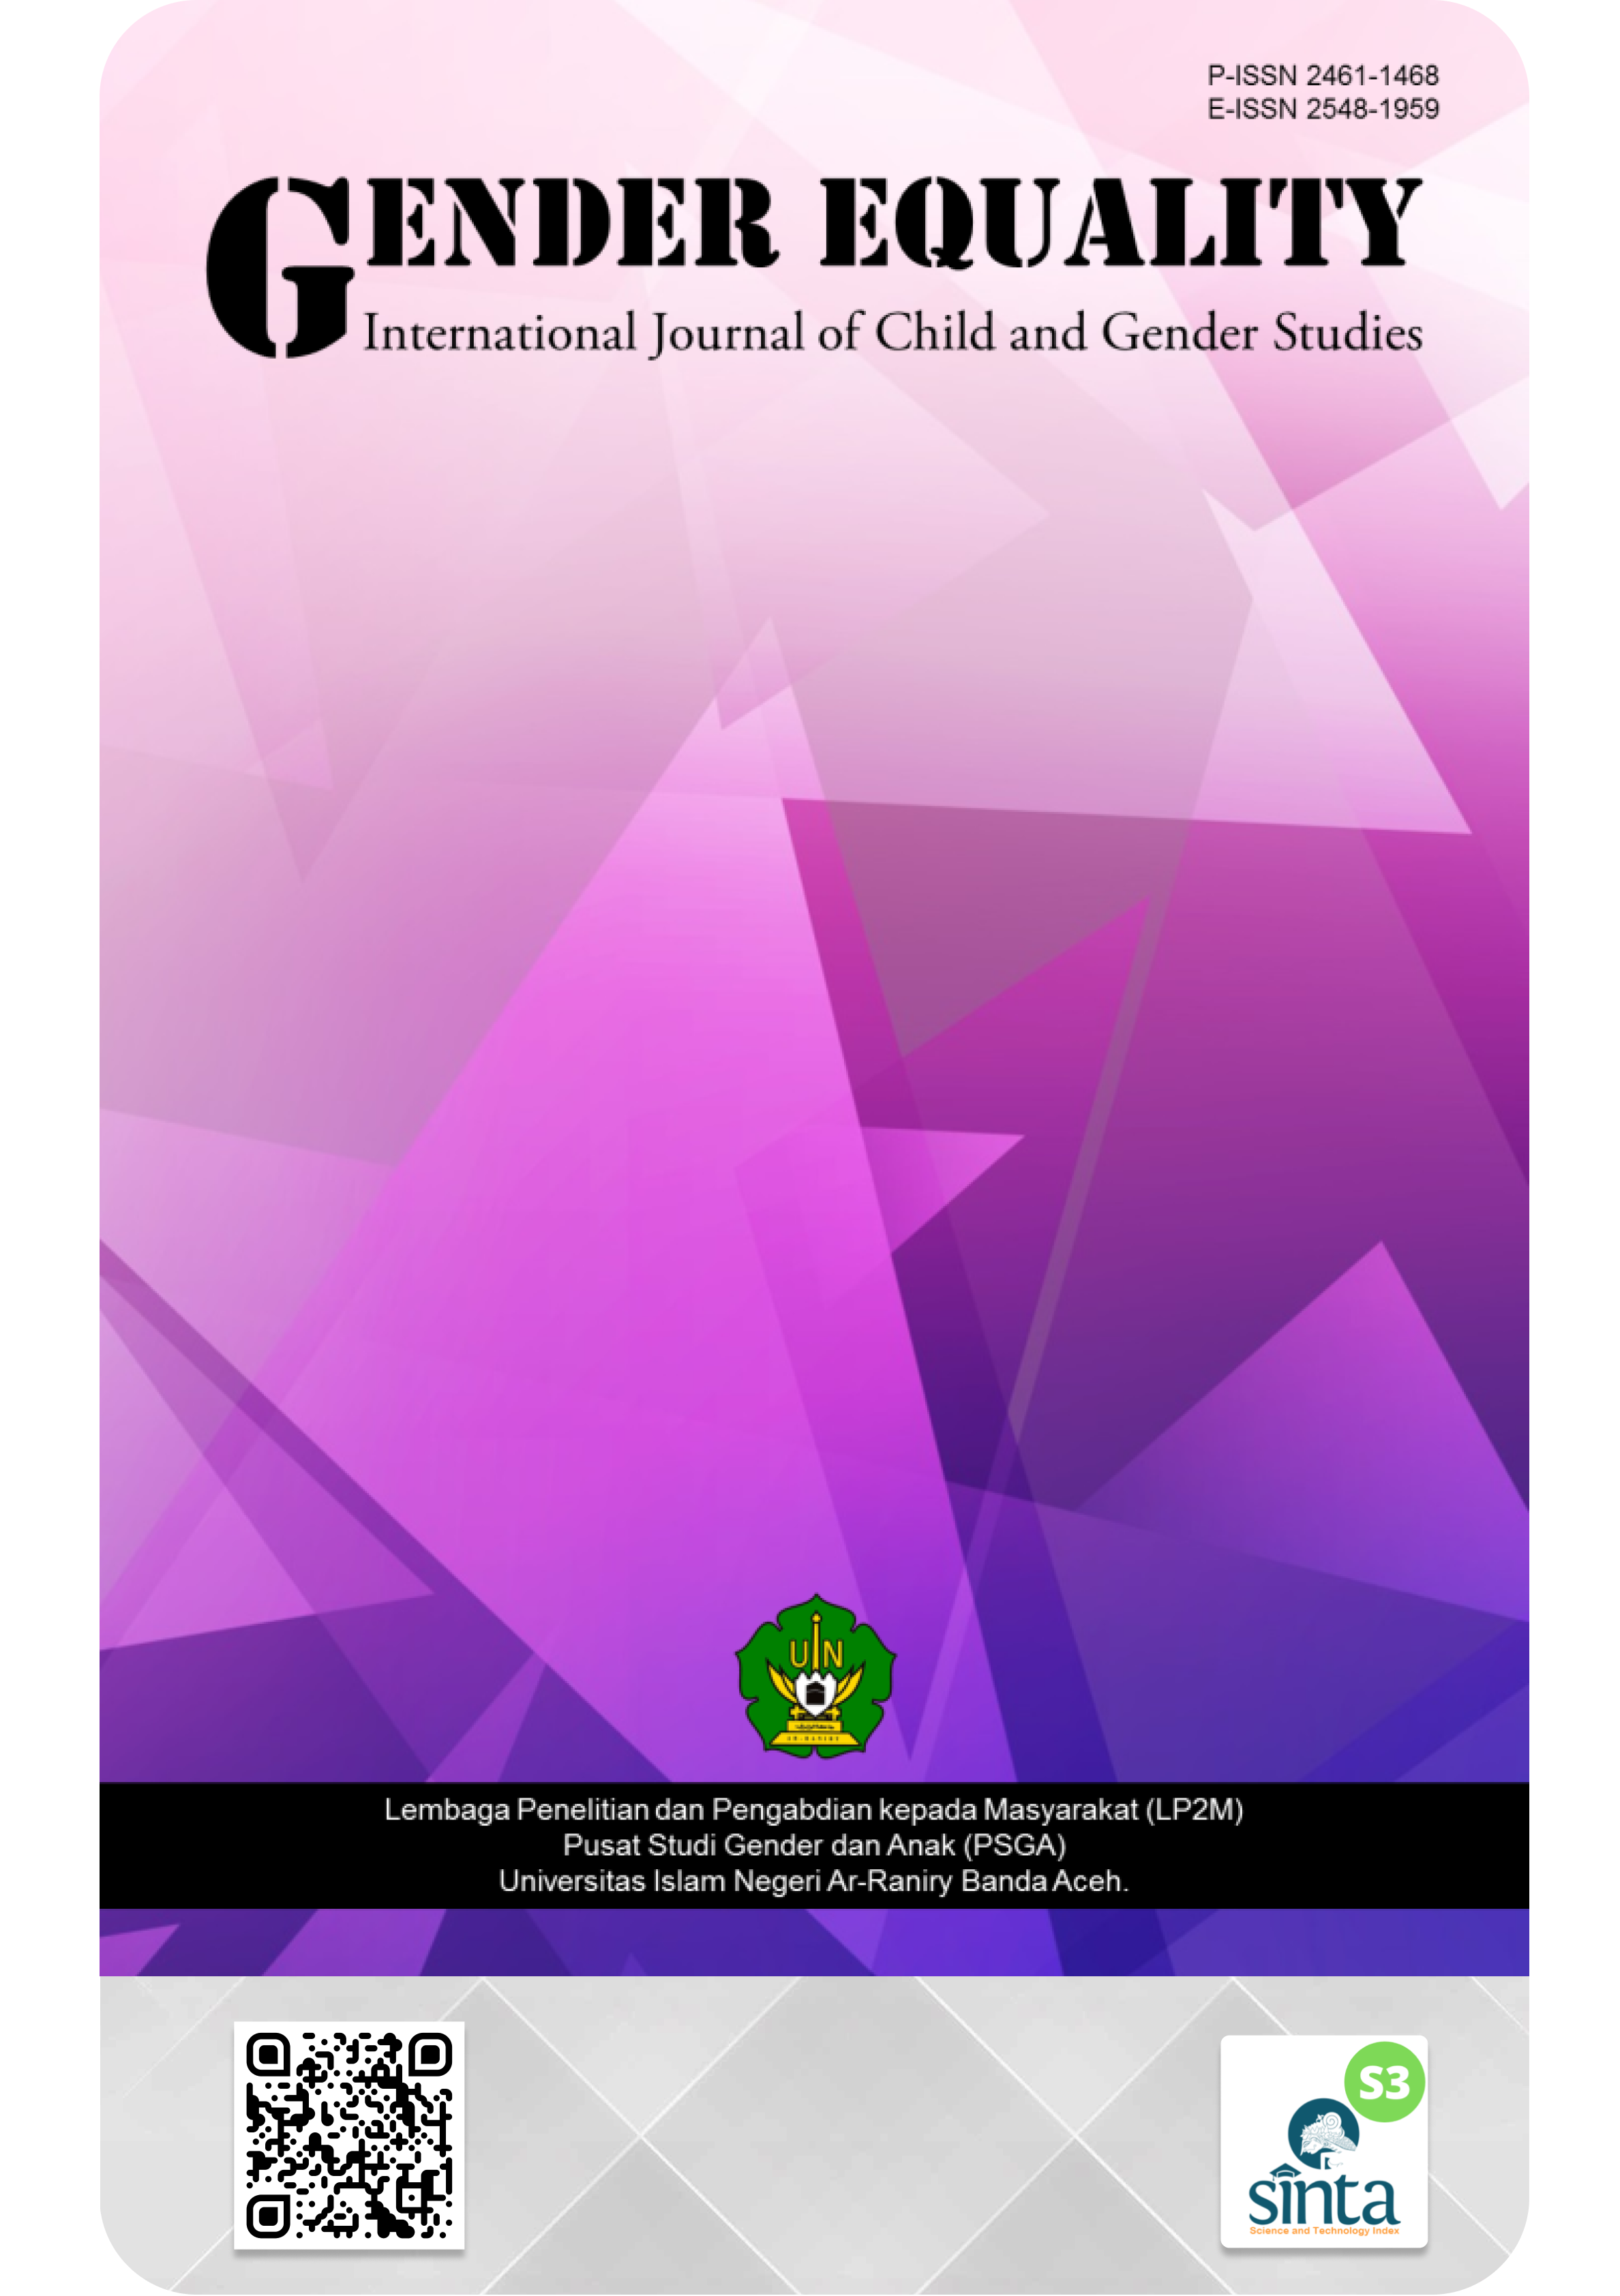 P-ISSN 2461-1468
E-ISSN 2548-1959
GENDER EQUALITY
International Journal of Child and Gender Studies
UIN
AR-RANIRY
Lembaga Penelitian dan Pengabdian kepada Masyarakat (LP2M)
Pusat Studi Gender dan Anak (PSGA)
Universitas Islam Negeri Ar-Raniry Banda Aceh.
S3
sinta
Science and Technology Index